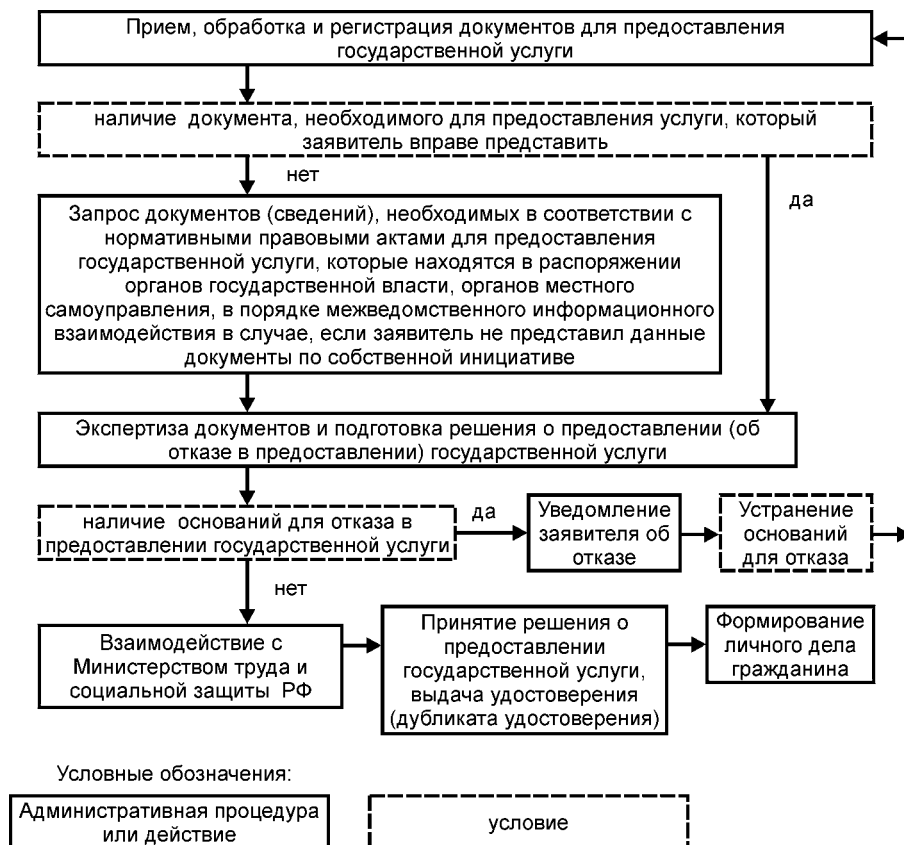 Прием, обработка и регистрация документов для предоставления
государственной услуги
наличие документа, необходимого для предоставления услуги, который
заявитель вправе представить
нет
да
Запрос документов (сведений), необходимых в соответствии с
нормативными правовыми актами для предоставления
государственной услуги, которые находятся в распоряжении
органов государственной власти, органов местного
самоуправления, в порядке межведомственного информационного
взаимодействия в случае, если заявитель не представил данные
документы по собственной инициативе
Экспертиза документов и подготовка решения о предоставлении (об
отказе в предоставлении) государственной услуги
наличие оснований для отказа в
предоставлении государственной услуги
да
Уведомление
заявителя об
отказе
Устранение
оснований
для отказа
нет
Взаимодействие с
Министерством труда и
социальной защиты РФ
Принятие решения о
предоставлении
государственной услуги,
выдача удостоверения
(дубликата удостоверения)
Формирование
личного дела
гражданина
Условные обозначения:
Административная процедура
или действие
условие